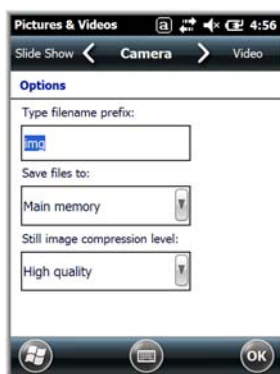 Pictures & Videos a 4:56
Slide Show Camera Video
Options
Type filename prefix:
img
Save files to:
Main memory
Still image compression level:
High quality
OK